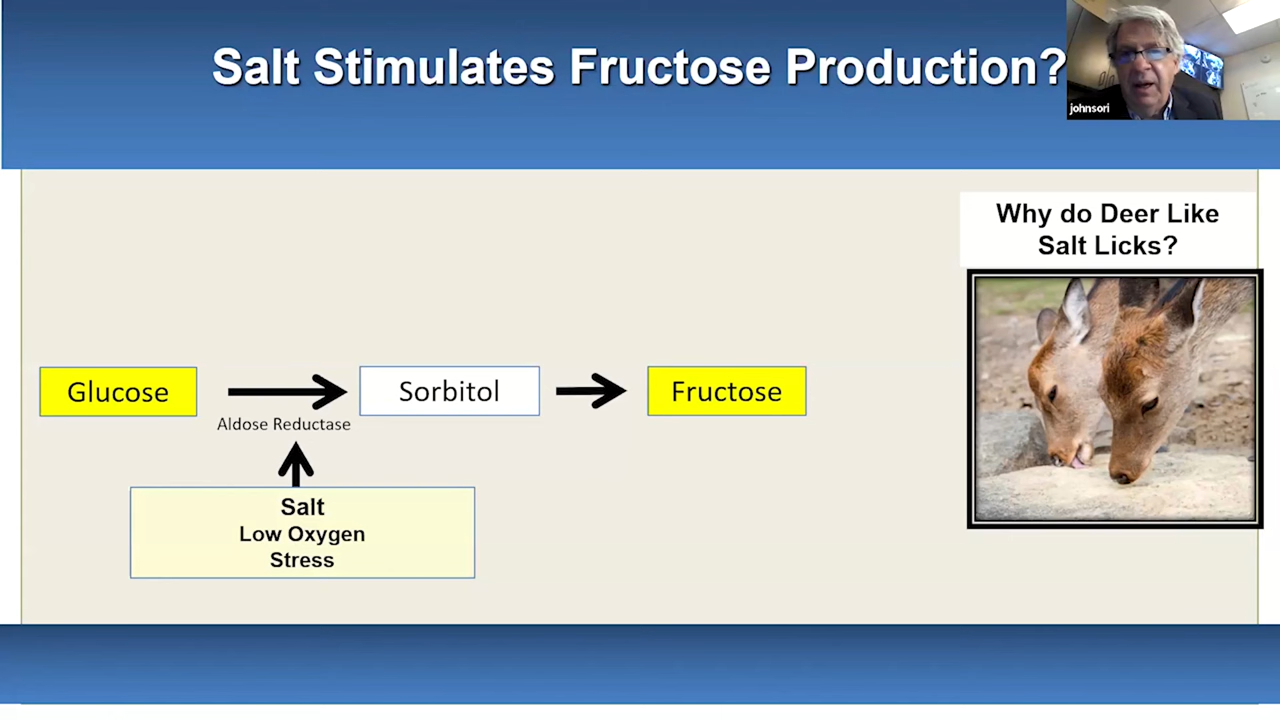 Salt Stimulates Fructose Production?
johnsori
Why do Deer Like
Salt Licks?
Glucose
Sorbitol
Fructose
Aldose Reductase
Salt
Low Oxygen
Stress